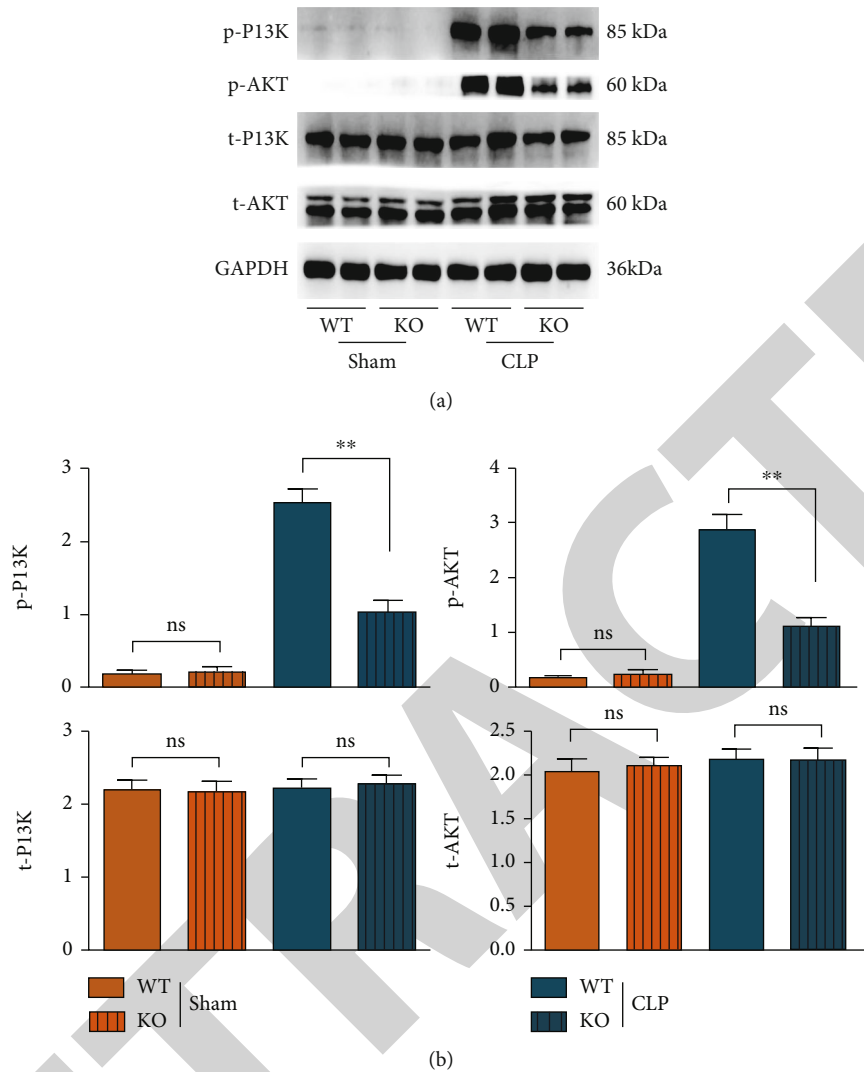 p-P13K 85 kDa
p-AKT 60 kDa
t-P13K 85 kDa
t-AKT 60 kDa
GAPDH 36kDa
WT KO WT KO
Sham CLP
(a)
3
2
1
0
p-P13K
ns
**
4
3
2
1
0
p-AKT
ns
**
3
2
1
0
t-P13K
ns
ns
2.5
2.0
1.5
1.0
0.5
0.0
t-AKT
ns
ns
WT
KO
Sham
WT
KO
CLP
(b)
TRACT